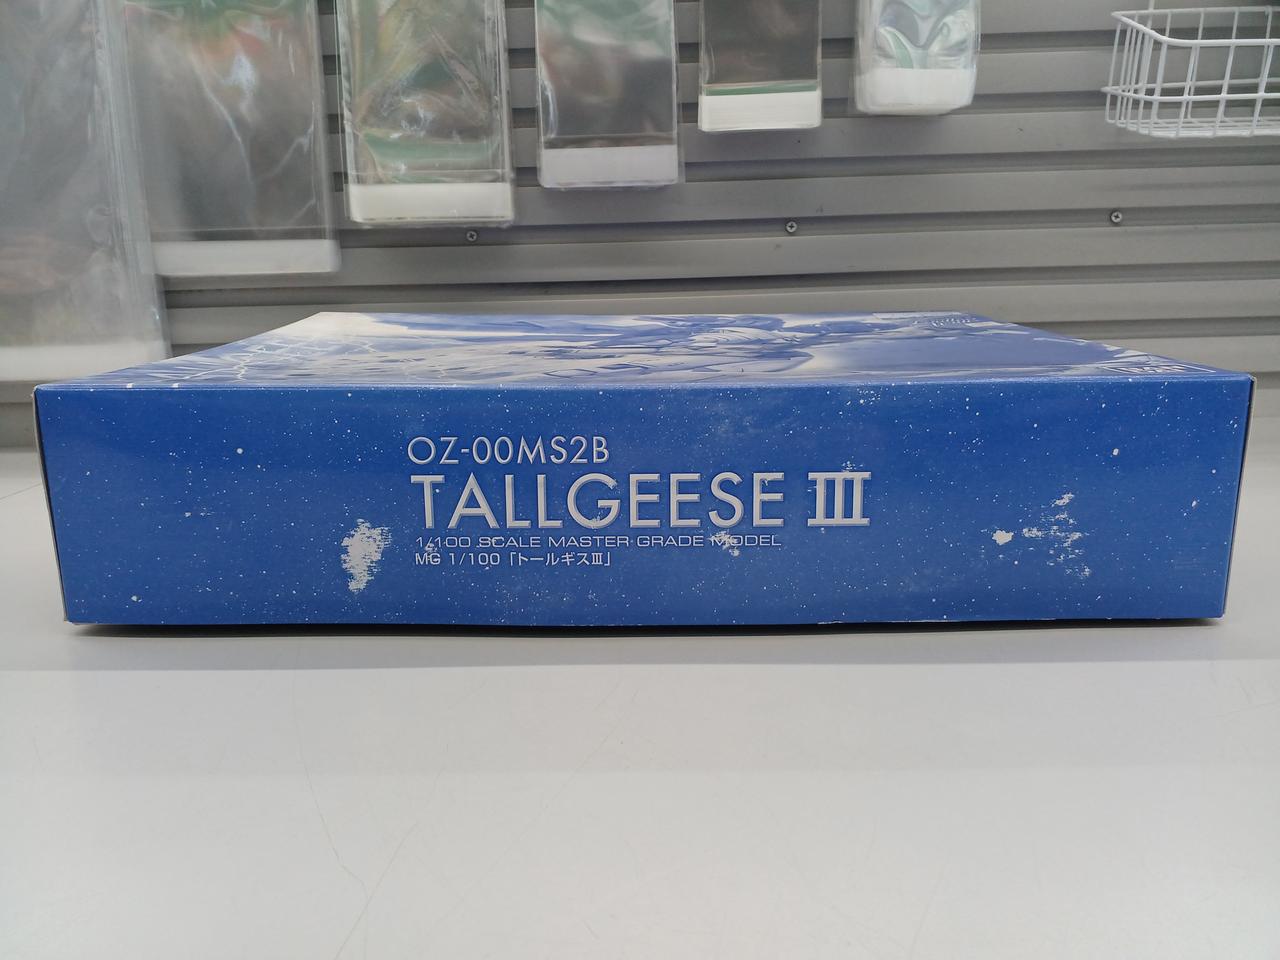 OZ-00MS2B
TALLGEESE III
1/100 SCALE MASTER GRADE MODEL
MG 1/100「トールギスⅢ」